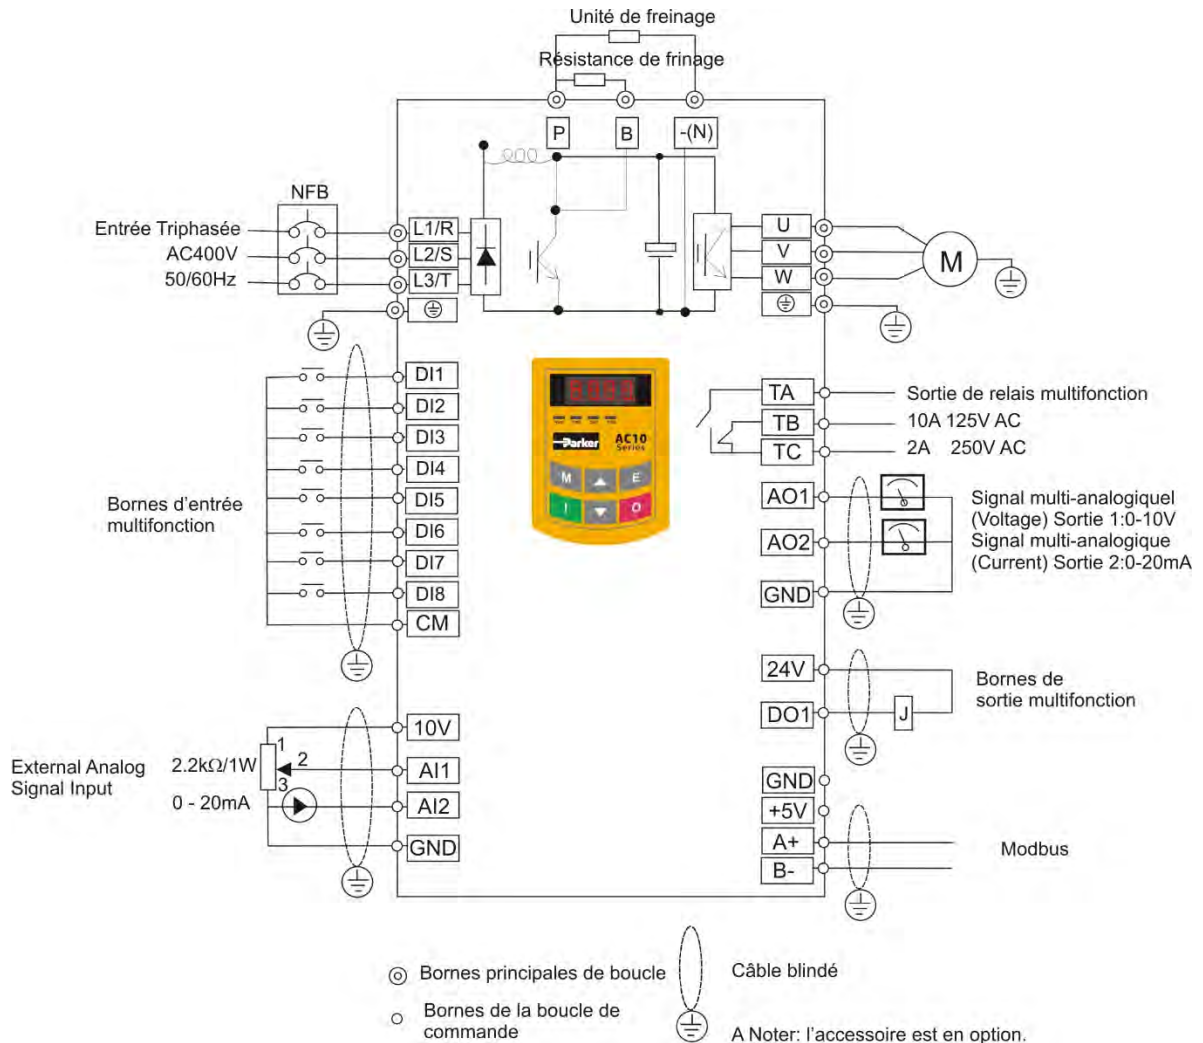 Unité de freinage
Résistance de frinage
P
B
-(N)
NFB
Entrée Triphasée
AC400V
50/60Hz
L1/R
L2/S
L3/T
U
V
W
M
DI1
DI2
DI3
DI4
DI5
DI6
DI7
DI8
CM
Bornes d'entrée
multifonction
Parker
AC10
Series
M
E
I
O
TA
TB
TC
Sortie de relais multifonction
10A 125V AC
2A 250V AC
AO1
AO2
GND
Signal multi-analogiquel
(Voltage) Sortie 1:0-10V
Signal multi-analogique
(Current) Sortie 2:0-20mA
24V
DO1
J
Bornes de
sortie multifonction
External Analog
Signal Input
2.2kΩ/1W
0 - 20mA
1
2
3
10V
AI1
AI2
GND
GND
+5V
A+
B-
Modbus
Bornes principales de boucle
Bornes de la boucle de
commande
Câble blindé
A Noter: l'accessoire est en option.